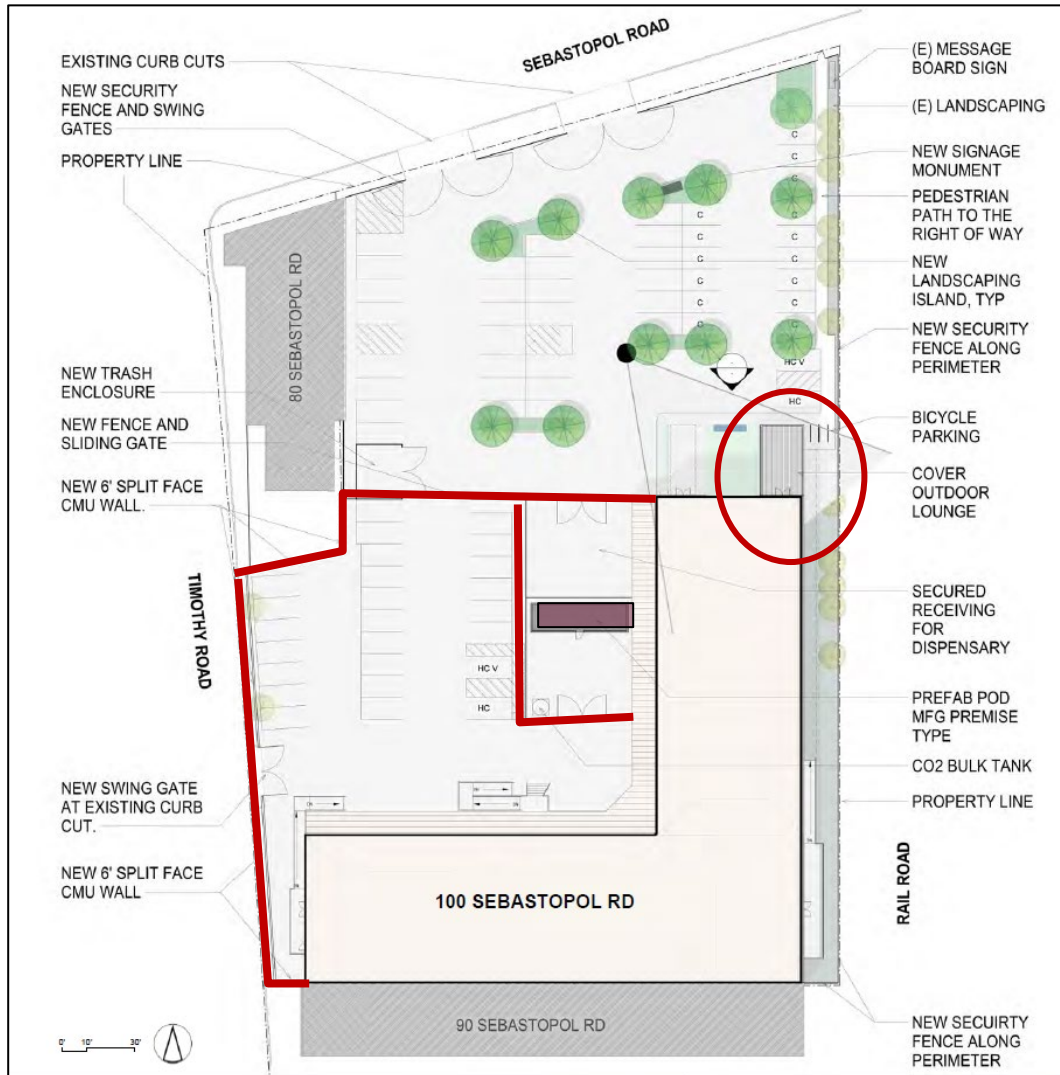 SEBASTOPOL ROAD
EXISTING CURB CUTS
NEW SECURITY
FENCE AND SWING
GATES
PROPERTY LINE
80 SEBASTOPOL RD
NEW TRASH
ENCLOSURE
NEW FENCE AND
SLIDING GATE
NEW 6' SPLIT FACE
CMU WALL.
TIMOTHY ROAD
NEW SWING GATE
AT EXISTING CURB
CUT.
NEW 6' SPLIT FACE
CMU WALL
(E) MESSAGE
BOARD SIGN
(E) LANDSCAPING
NEW SIGNAGE
MONUMENT
PEDESTRIAN
PATH TO THE
RIGHT OF WAY
NEW
LANDSCAPING
ISLAND, TYP
NEW SECURITY
FENCE ALONG
PERIMETER
BICYCLE
PARKING
COVER
OUTDOOR
LOUNGE
SECURED
RECEIVING
FOR
DISPENSARY
PREFAB POD
MFG PREMISE
TYPE
CO2 BULK TANK
PROPERTY LINE
RAIL ROAD
NEW SECUIRTY
FENCE ALONG
PERIMETER
C
C
C
C
C
C
C
C
C
C
C
C
HC V
HC
HC V
HC
100 SEBASTOPOL RD
90 SEBASTOPOL RD
0' 10' 30'